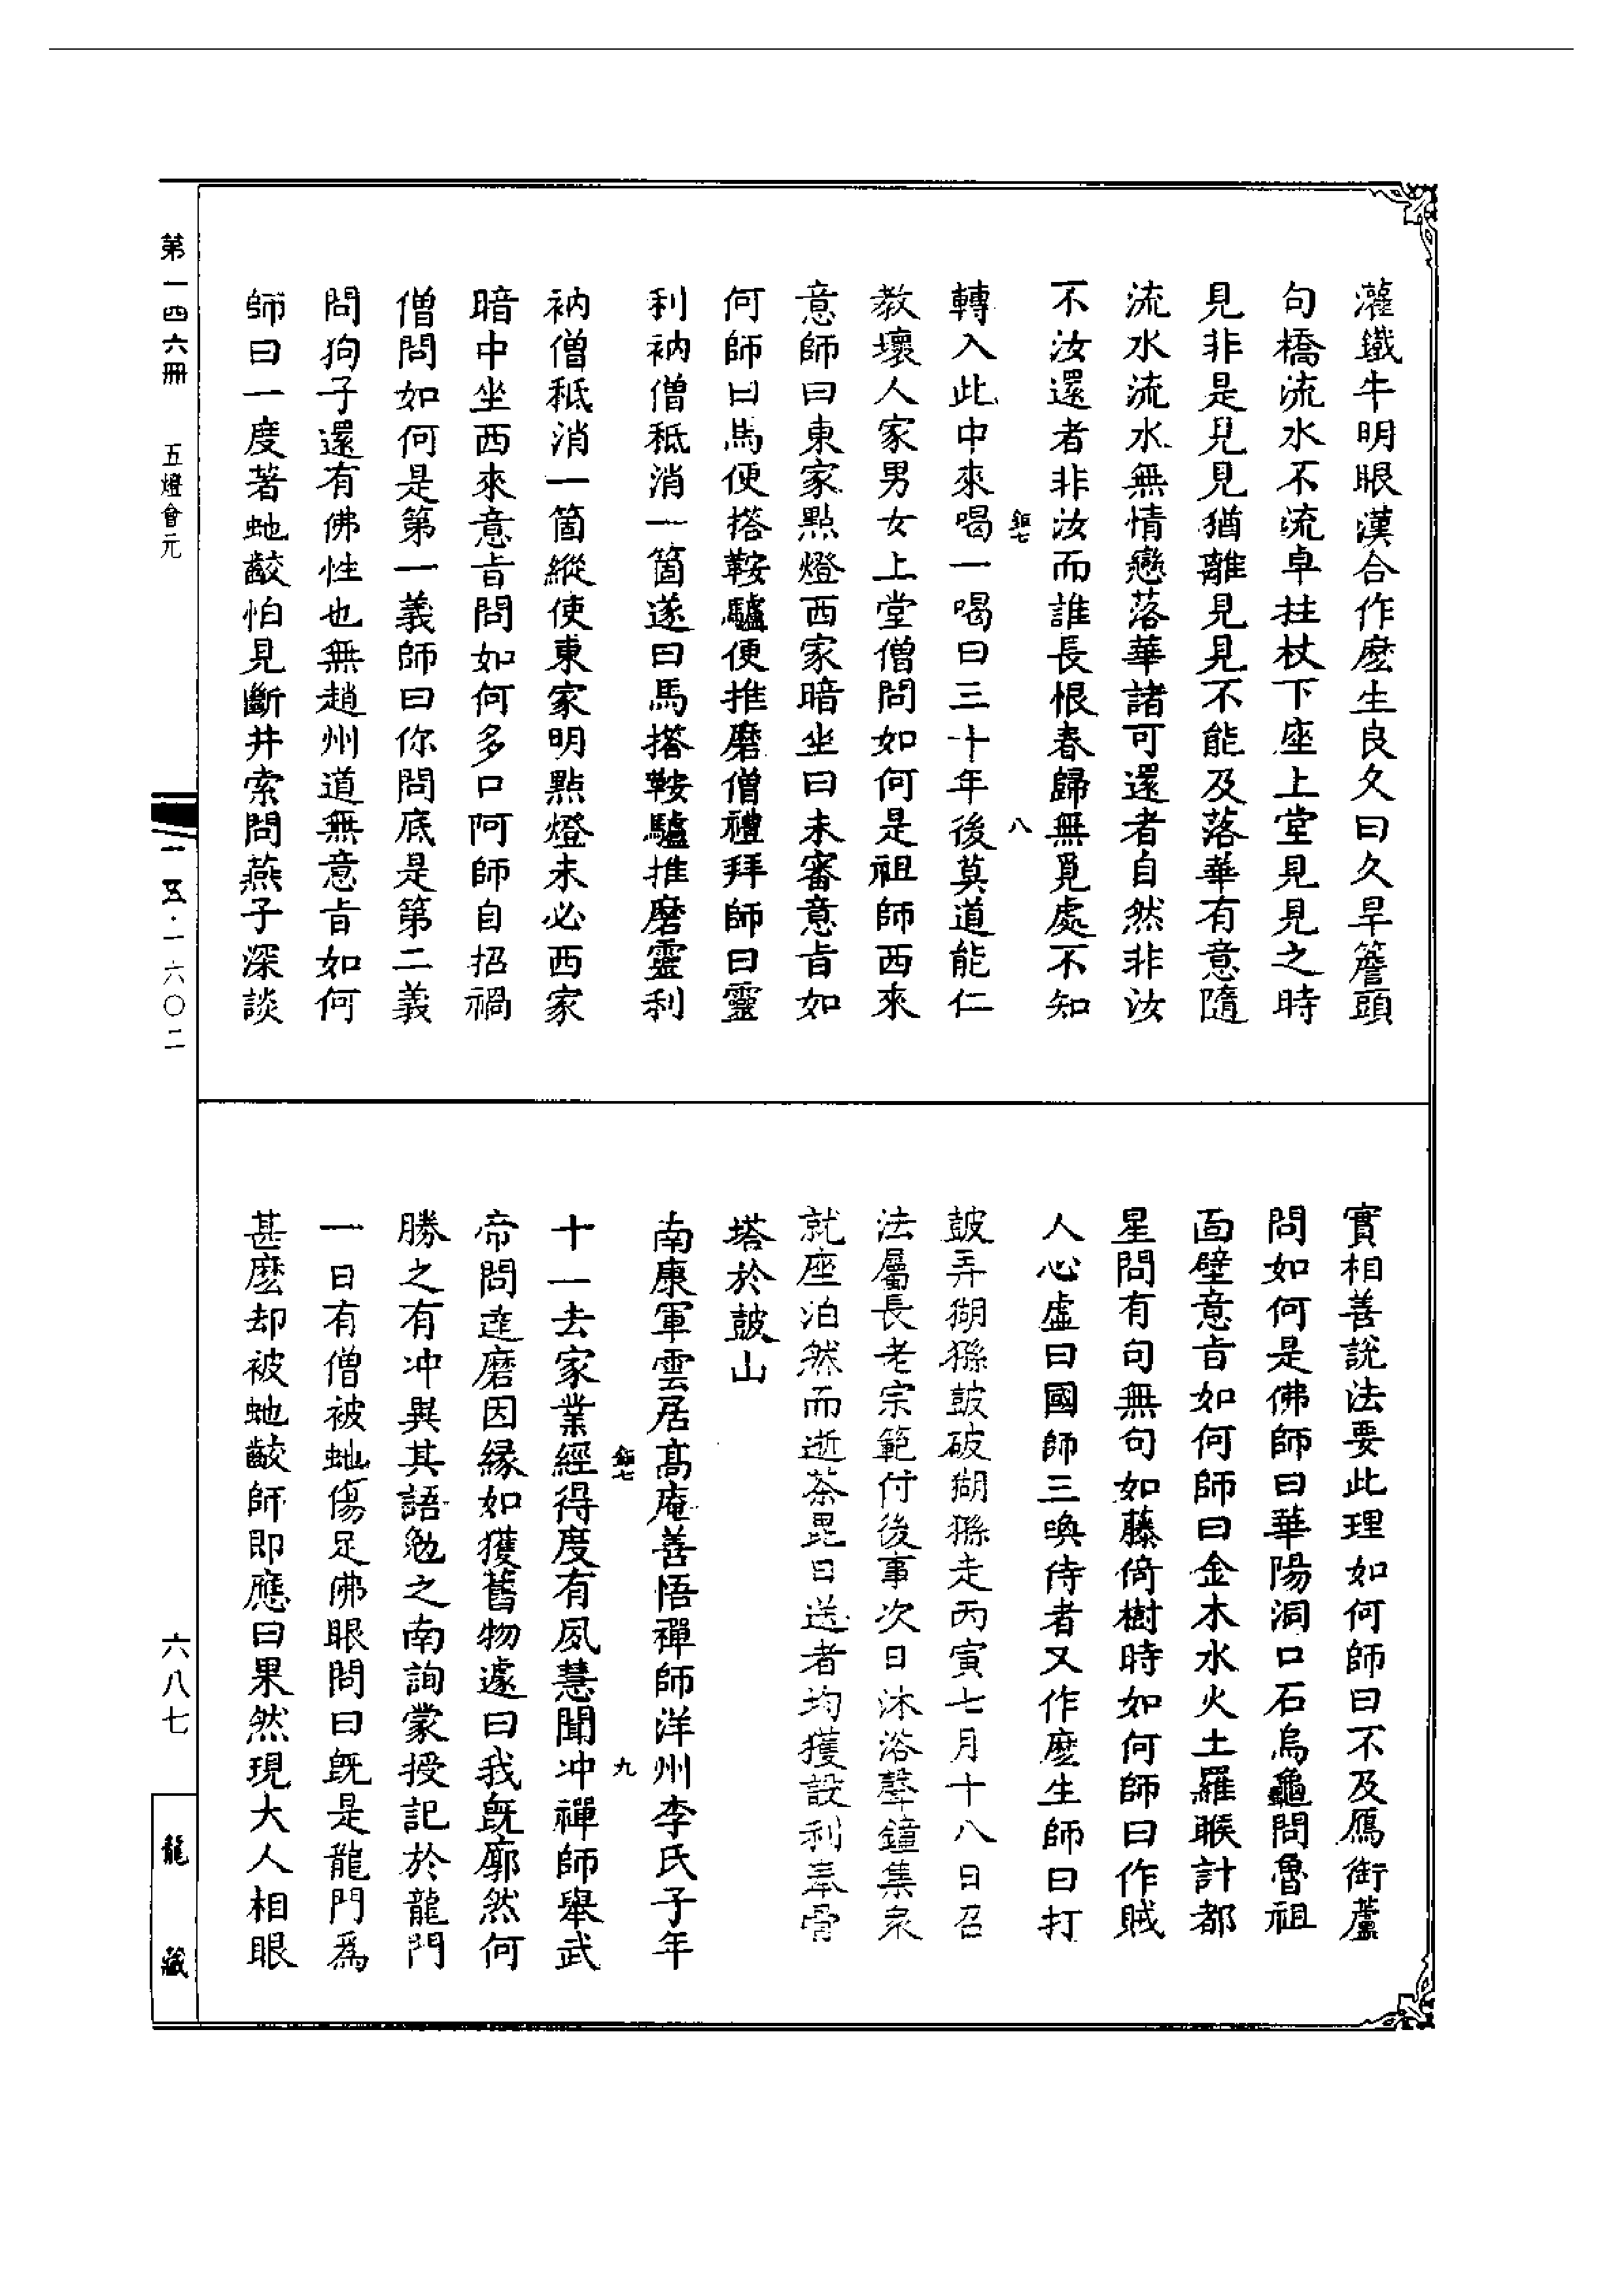 灌鐵牛明眼漢合作麽生良久曰久旱簷頭
句橋流水不流卓拄杖下座上堂見見之時
見非是見見猶離見見不能及落華有意隨
流水流水無情戀落華諸可還者自然非汝
不汝還者非汝而誰長恨春歸無覓處不知
鉅七 八
轉入此中來喝一喝曰三十年後莫道能仁
教壞人家男女上堂僧問如何是祖師西來
意師曰東家點燈西家暗坐曰未審意旨如
何師曰馬便搭鞍驢便推磨僧禮拜師曰靈
利衲僧秪消一箇遂曰馬搭鞍驢推磨靈利
衲僧秪消一箇縱使東家明點燈未必西家
暗中坐西來意旨問如何多口阿師自招禍
僧問如何是第一義師曰你問底是第二義
問狗子還有佛性也無趙州道無意旨如何
師曰一度著虵齩怕見斷井索問燕子深談
實相善說法要此理如何師曰不及鴈銜蘆
問如何是佛師曰華陽洞口石烏龜問魯祖
面壁意旨如何師曰金木水火土羅睺計都
星問有句無句如藤倚樹時如何師曰作賊
人心虛曰國師三喚侍者又作麽生師曰打
皷弄猢猻皷破猢猻走丙寅七月十八日召
法屬長老宗範付後事次日沐浴聲鐘集衆
就座泊然而逝荼毘日送者均獲設利奉骨
塔於皷山
南康軍雲居高庵善悟禪師洋州李氏子年
鉅七 九
十一去家業經得度有夙慧聞冲禪師舉武
帝問達磨因緣如獲舊物遽曰我旣廓然何
勝之有冲異其語勉之南詢蒙授記於龍門
一日有僧被虵傷足佛眼問曰旣是龍門爲
甚麽却被虵齩師即應曰果然現大人相眼
第一四六冊 五燈會元
一一五·一六〇二
六八七
龍藏